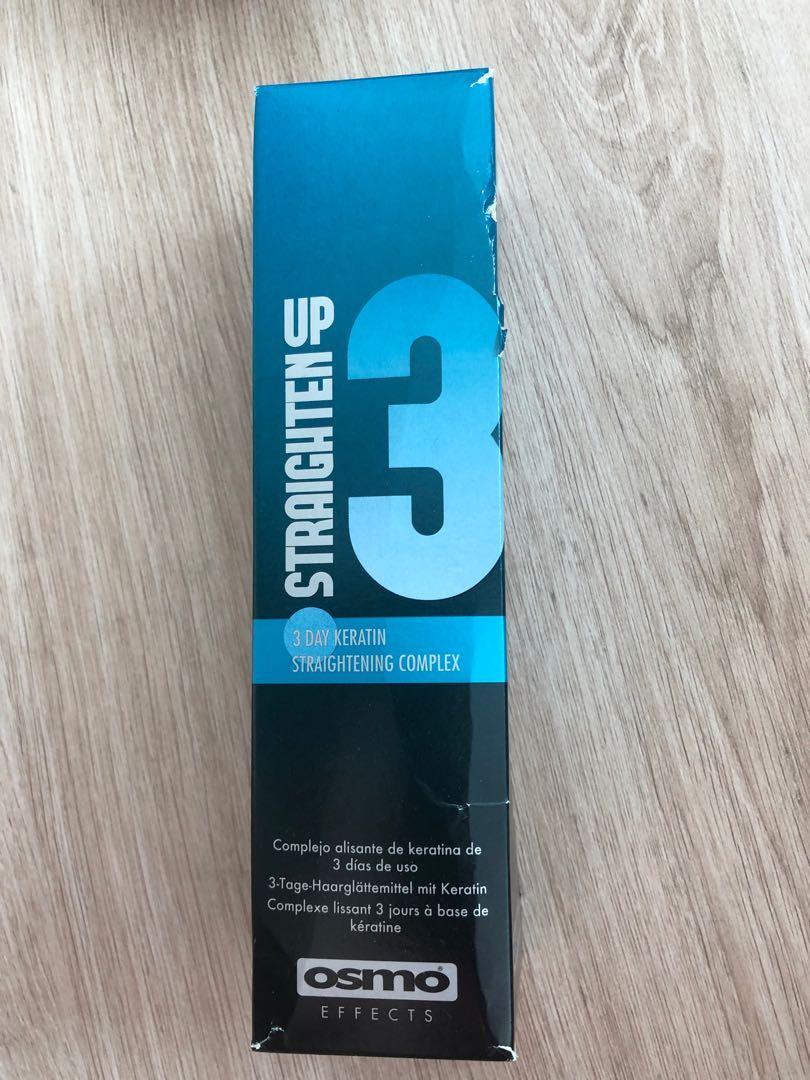 STRAIGHTEN UP
3
3 DAY KERATIN
STRAIGHTENING COMPLEX
Complejo alisante de keratina de
3 días de uso
3-Tage-Haarglättemittel mit Keratin
Complexe lissant 3 jours à base de
kératine
osmo®
EFFECTS